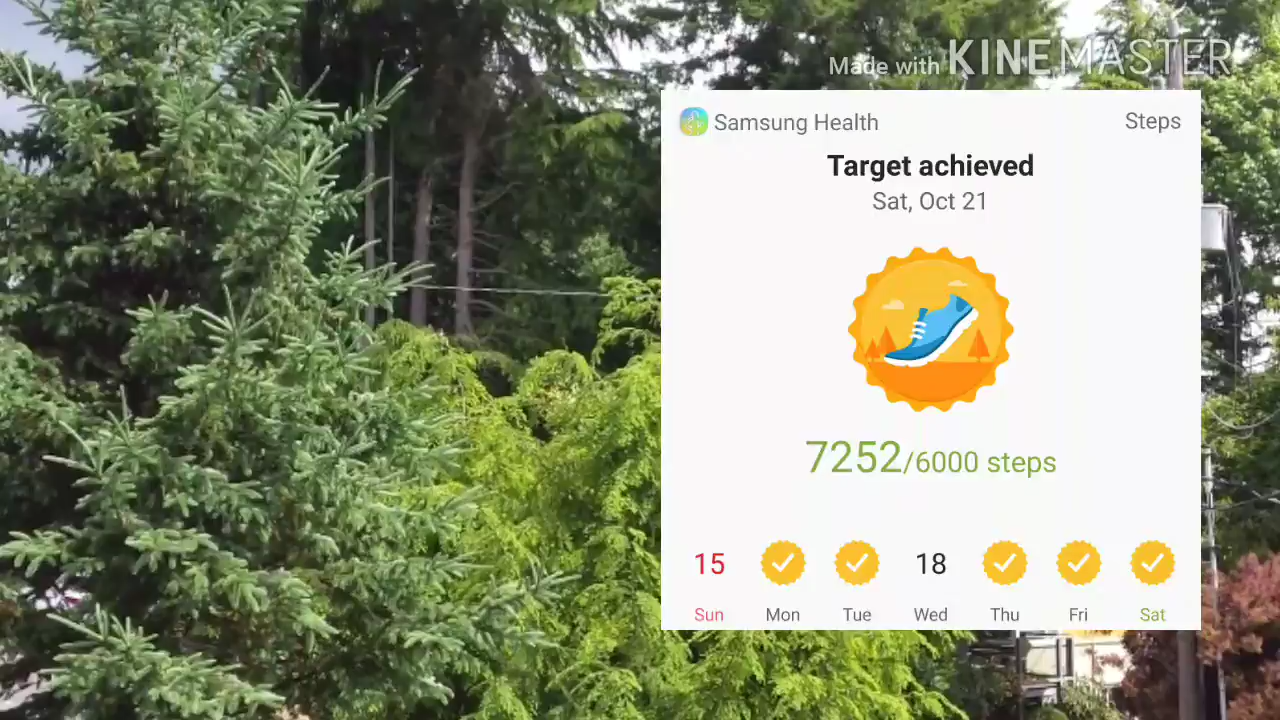 Made with KINEMASTER
Samsung Health
Steps
Target achieved
Sat, Oct 21
7252/6000 steps
15 18
Sun Mon Tue Wed Thu Fri Sat